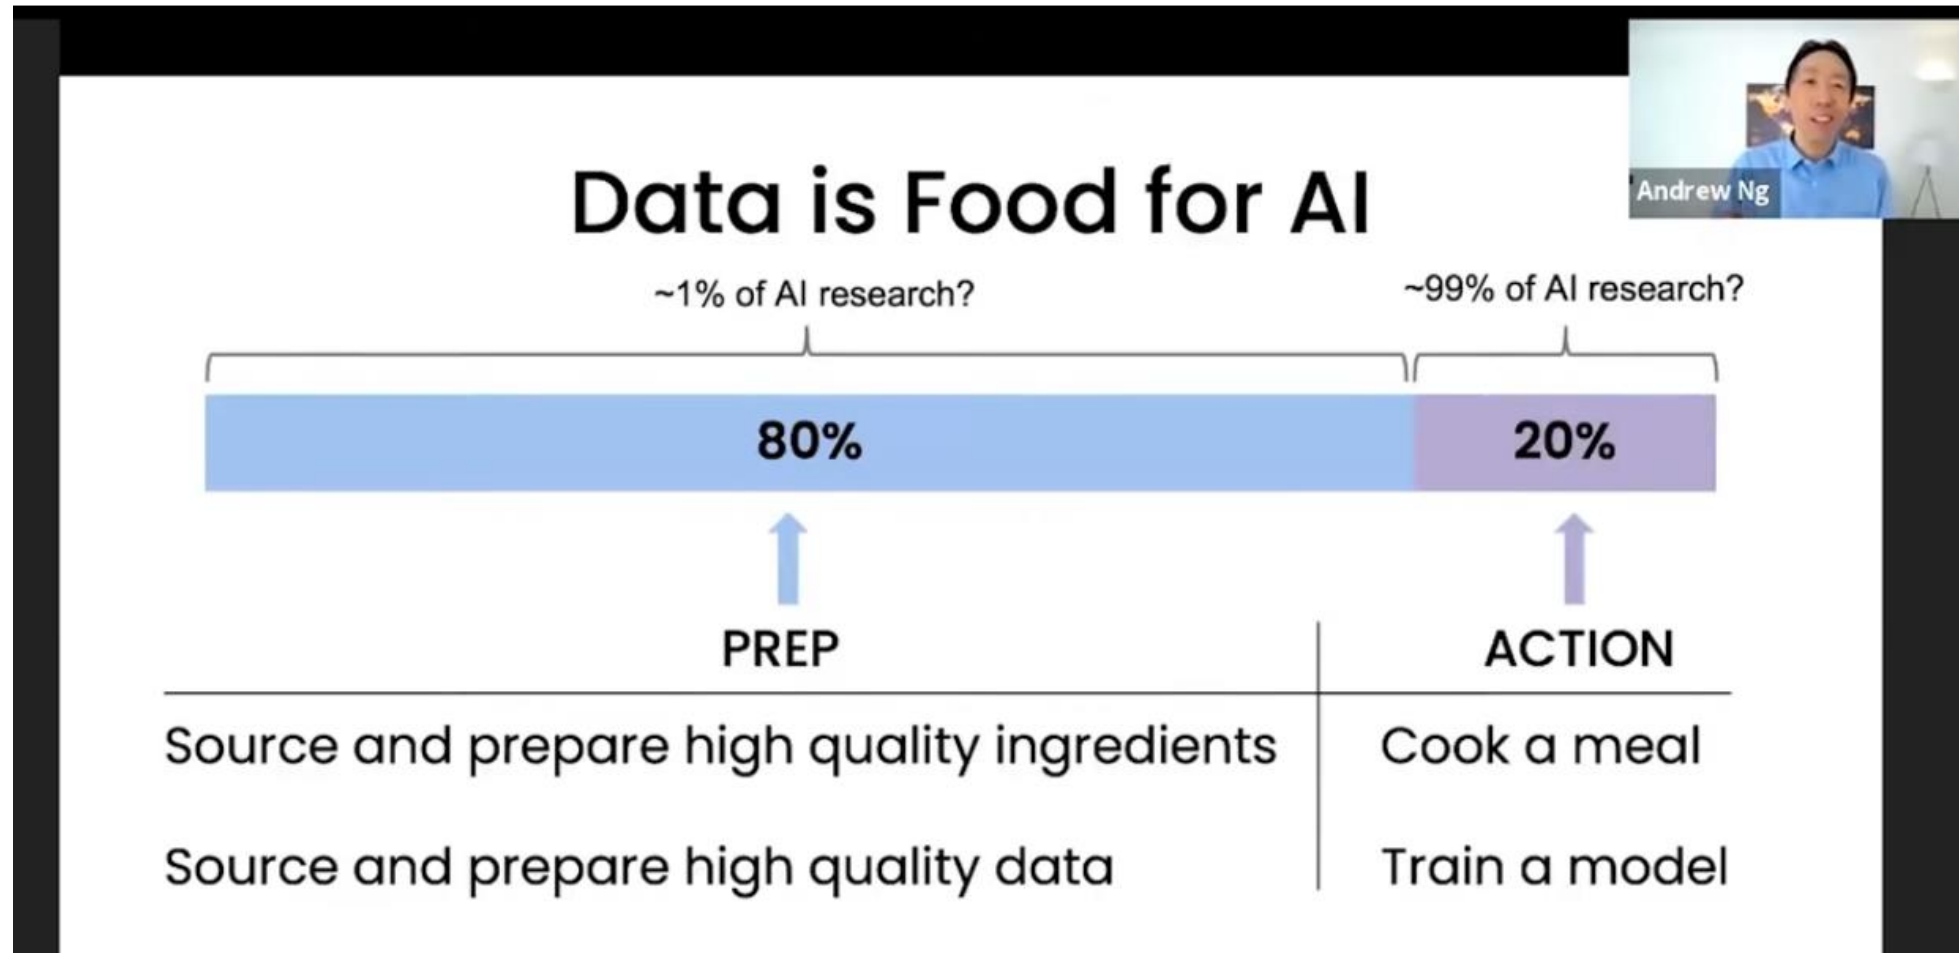 Andrew Ng
Data is Food for AI
~1% of AI research?
~99% of AI research?
80%
20%
PREP
ACTION
Source and prepare high quality ingredients
Cook a meal
Source and prepare high quality data
Train a model